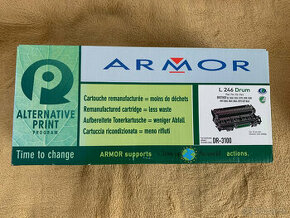 ARMOR
ALTERNATIVE
PRINT
PROGRAM
Time to change
Cartouche remanufacturée = moins de déchets
Remanufactured cartridge = less waste
Aufbereitete Tonerkartusche = weniger Abfall
Cartuccia ricondizionata = meno rifiuti
ARMOR supports
actions.
L 246 Drum
DR-3100